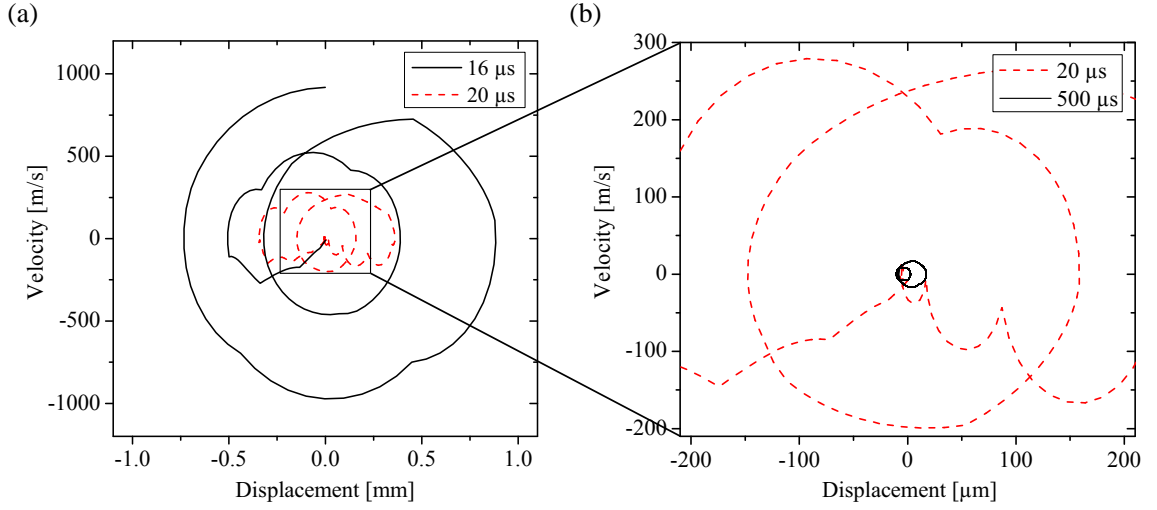 (a)
1000
500
0
-500
-1000
Velocity [m/s]
16 µs
20 µs
-1.0
-0.5
0.0
0.5
1.0
Displacement [mm]
(b)
300
200
100
0
-100
-200
Velocity [m/s]
20 µs
500 µs
-200
-100
0
100
200
Displacement [µm]